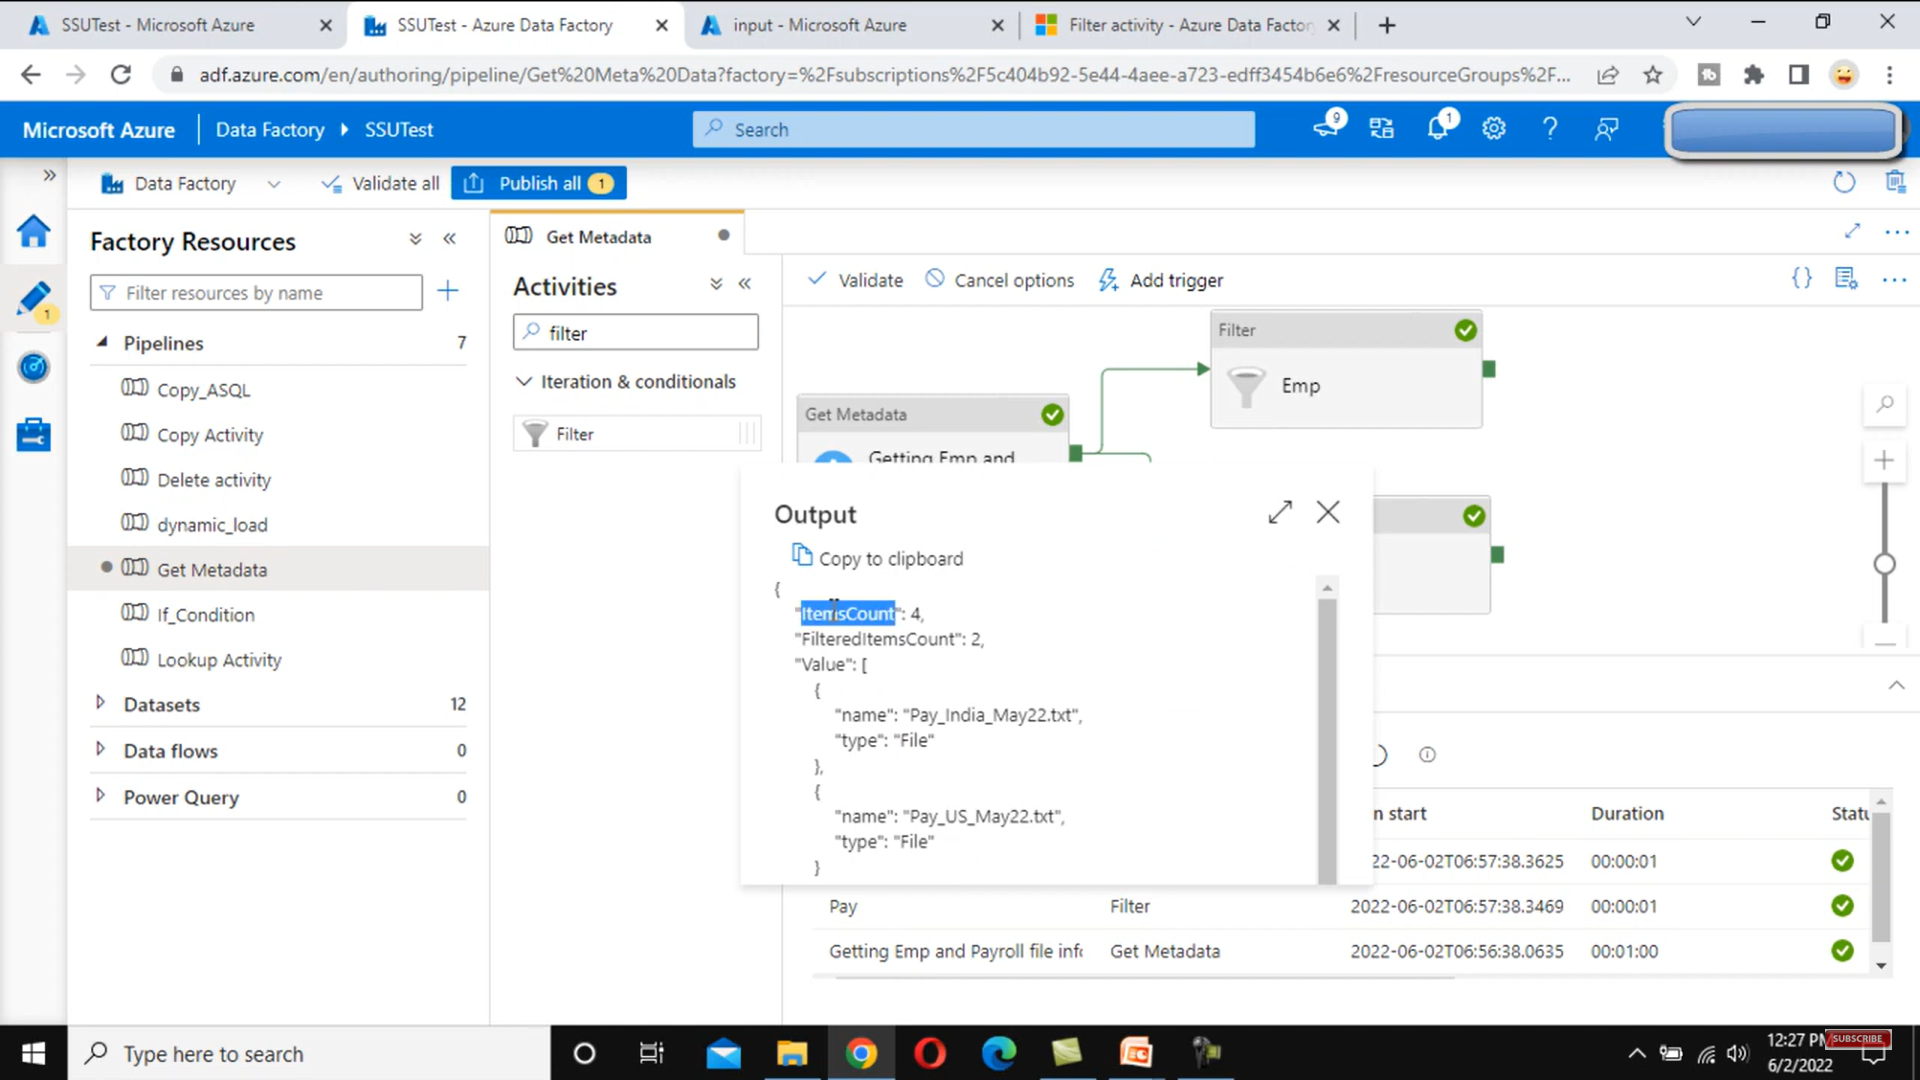 SSUTest - Microsoft Azure
SSUTest - Azure Data Factory
input - Microsoft Azure
Filter activity - Azure Data Factor
adf.azure.com/en/authoring/pipeline/Get%20Meta%20Data?factory=%2Fsubscriptions%2F5c404b92-5e44-4aee-a723-edff3454b6e6%2FresourceGroups%2F...
Microsoft Azure
Data Factory
SSUTest
Search
9
1
Data Factory
Validate all
Publish all 1
Factory Resources
Filter resources by name
1
Pipelines 7
Copy_ASQL
Copy Activity
Delete activity
dynamic_load
Get Metadata
If_Condition
Lookup Activity
Datasets 12
Data flows 0
Power Query 0
Get Metadata
Activities
filter
Iteration & conditionals
Filter
Validate
Cancel options
Add trigger
Filter
Emp
Get Metadata
Getting Emp and
Output
Copy to clipboard
{
"ItemsCount": 4,
"FilteredItemsCount": 2,
"Value": [
{
"name": "Pay_India_May22.txt",
"type": "File"
},
{
"name": "Pay_US_May22.txt",
"type": "File"
}
n start Duration Statu
22-06-02T06:57:38.3625 00:00:01
Pay Filter 2022-06-02T06:57:38.3469 00:00:01
Getting Emp and Payroll file info Get Metadata 2022-06-02T06:56:38.0635 00:01:00
Type here to search
12:27 PM
6/2/2022
SUBSCRIBE